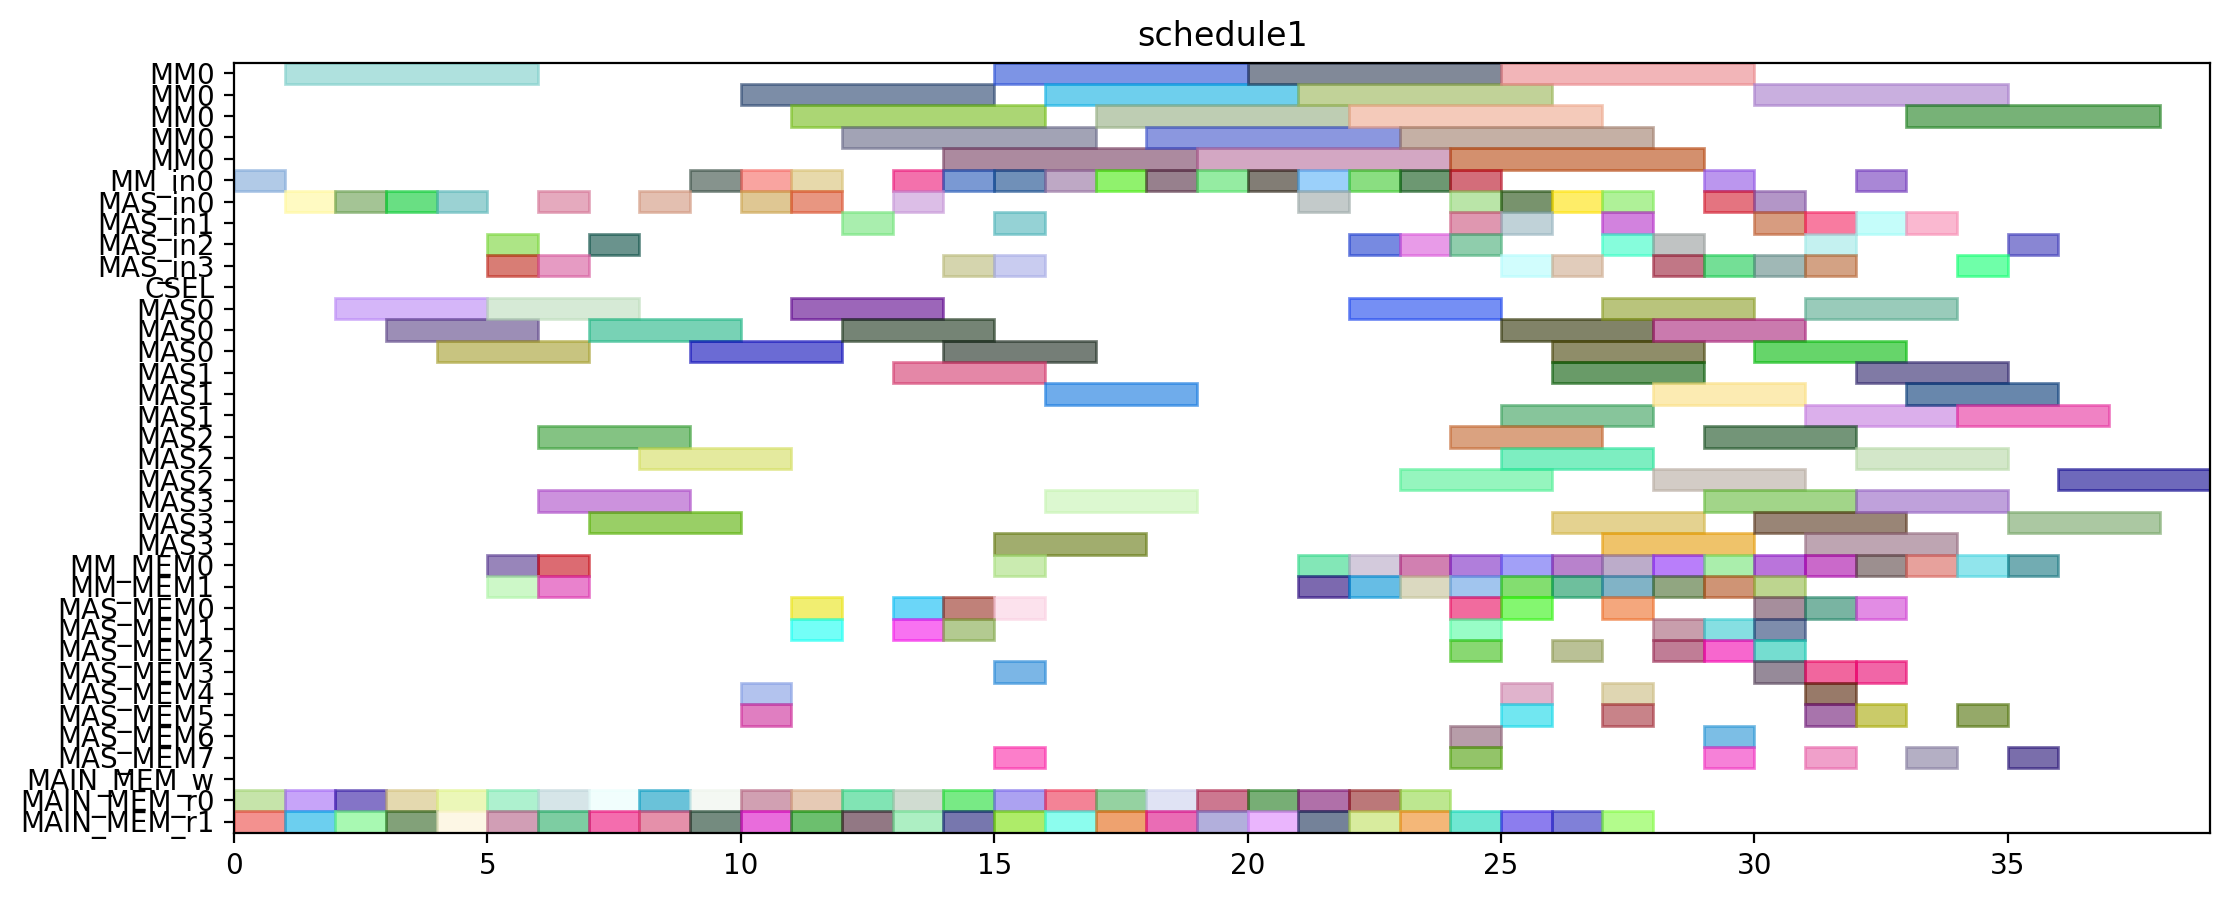 schedule1
MM0
MM0
MM0
MM0
MM0
MM_in0
MAS_in0
MAS_in1
MAS_in2
MAS_in3
CSEL
MAS0
MAS0
MAS0
MAS1
MAS1
MAS1
MAS2
MAS2
MAS2
MAS3
MAS3
MAS3
MM_MEM0
MM_MEM1
MAS_MEM0
MAS_MEM1
MAS_MEM2
MAS_MEM3
MAS_MEM4
MAS_MEM5
MAS_MEM6
MAS_MEM7
MAIN_MEM_w
MAIN_MEM_r0
MAIN_MEM_r1
0 5 10 15 20 25 30 35